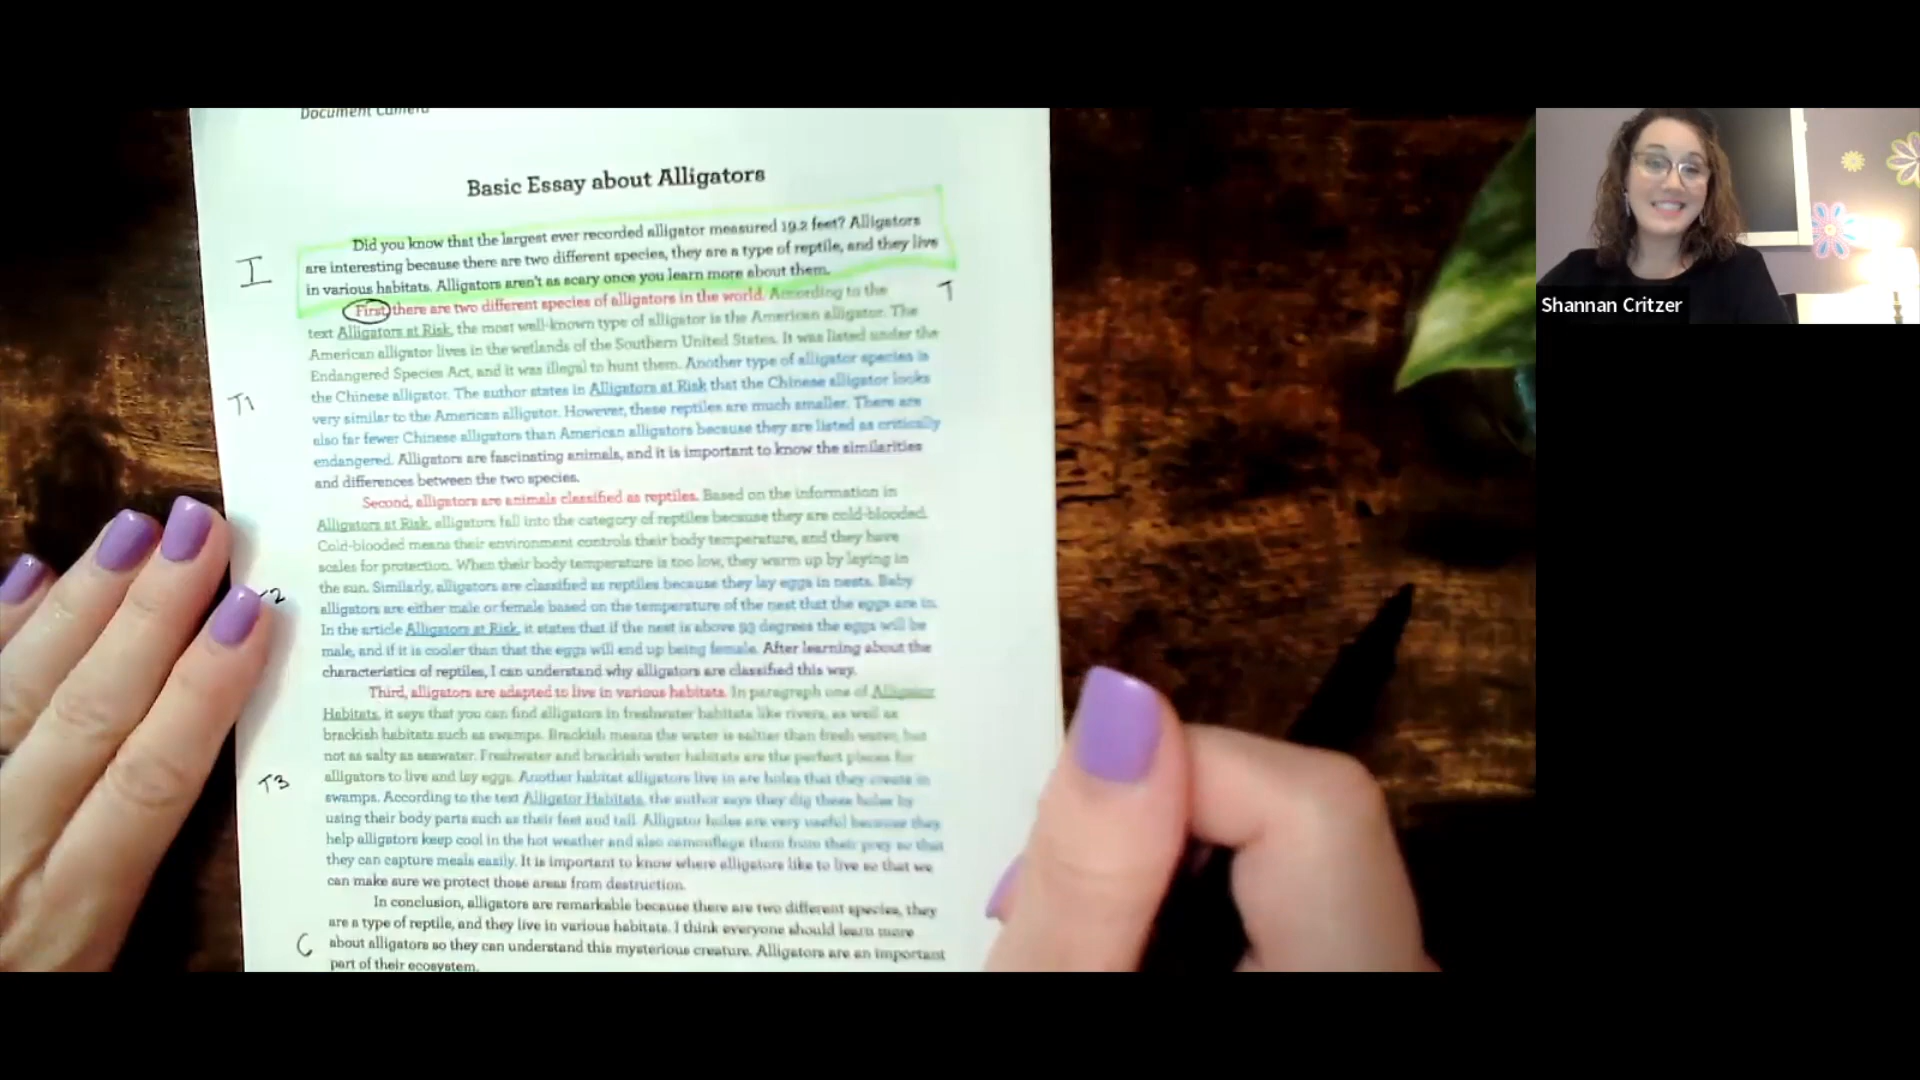 Document Camera
Basic Essay about Alligators
Did you know that the largest ever recorded alligator measured 19.2 feet? Alligators
are interesting because there are two different species, they are a type of reptile, and they live
in various habitats. Alligators aren't as scary once you learn more about them.
I
First there are two different species of alligators in the world. According to the
T
text Alligators at Risk, the most well-known type of alligator is the American alligator. The
American alligator lives in the wetlands of the Southern United States. It was listed under the
Endangered Species Act, and it was illegal to hunt them. Another type of alligator species is
the Chinese alligator. The author states in Alligators at Risk that the Chinese alligator looks
T1
very similar to the American alligator. However, these reptiles are much smaller. There are
also far fewer Chinese alligators than American alligators because they are listed as critically
endangered. Alligators are fascinating animals, and it is important to know the similarities
and differences between the two species.
Second, alligators are animals classified as reptiles. Based on the information in
Alligators at Risk, alligators fall into the category of reptiles because they are cold-blooded.
Cold-blooded means their environment controls their body temperature, and they have
scales for protection. When their body temperature is too low, they warm up by laying in
the sun. Similarly, alligators are classified as reptiles because they lay eggs in nests. Baby
2
alligators are either male or female based on the temperature of the nest that the eggs are in.
In the article Alligators at Risk, it states that if the nest is above 93 degrees the eggs will be
male, and if it is cooler than that the eggs will end up being female. After learning about the
characteristics of reptiles, I can understand why alligators are classified this way.
Third, alligators are adapted to live in various habitats. In paragraph one of Alligator
Habitats, it says that you can find alligators in freshwater habitats like rivers, as well as
brackish habitats such as swamps. Brackish means the water is saltier than fresh water, but
not as salty as seawater. Freshwater and brackish water habitats are the perfect places for
alligators to live and lay eggs. Another habitat alligators live in are holes that they create in
T3
swamps. According to the text Alligator Habitats, the author says they dig these holes by
using their body parts such as their feet and tail. Alligator holes are very useful because they
help alligators keep cool in the hot weather and also camouflage them from their prey so that
they can capture meals easily. It is important to know where alligators like to live so that we
can make sure we protect those areas from destruction.
In conclusion, alligators are remarkable because there are two different species, they
are a type of reptile, and they live in various habitats. I think everyone should learn more
C
about alligators so they can understand this mysterious creature. Alligators are an important
part of their ecosystem.
Shannan Critzer